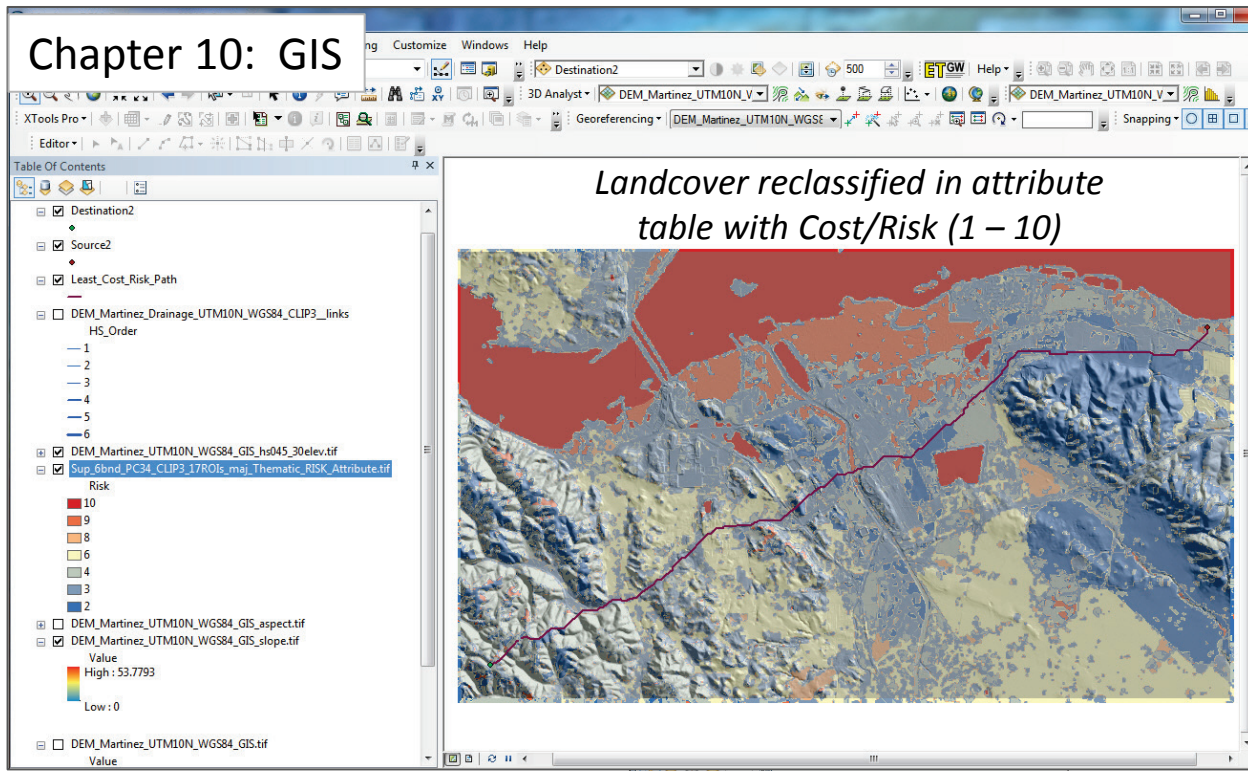 Chapter 10: GIS
ng Customize Windows Help
Destination2 500 ET GW Help
3D Analyst DEM_Martinez_UTM10N_V DEM_Martinez_UTM10N_V
XTools Pro Georeferencing DEM_Martinez_UTM10N_WGS8 Snapping
Editor
Table Of Contents
Destination2
Source2
Least_Cost_Risk_Path
DEM_Martinez_Drainage_UTM10N_WGS84_CLIP3__links
HS_Order
1
2
3
4
5
6
DEM_Martinez_UTM10N_WGS84_GIS_hs045_30elev.tif
Sup_6bnd_PC34_CLIP3_17ROIs_maj_Thematic_RISK_Attribute.tif
Risk
10
9
8
6
4
3
2
DEM_Martinez_UTM10N_WGS84_GIS_aspect.tif
DEM_Martinez_UTM10N_WGS84_GIS_slope.tif
Value
High : 53.7793
Low : 0
DEM_Martinez_UTM10N_WGS84_GIS.tif
Value
Landcover reclassified in attribute
table with Cost/Risk (1 – 10)